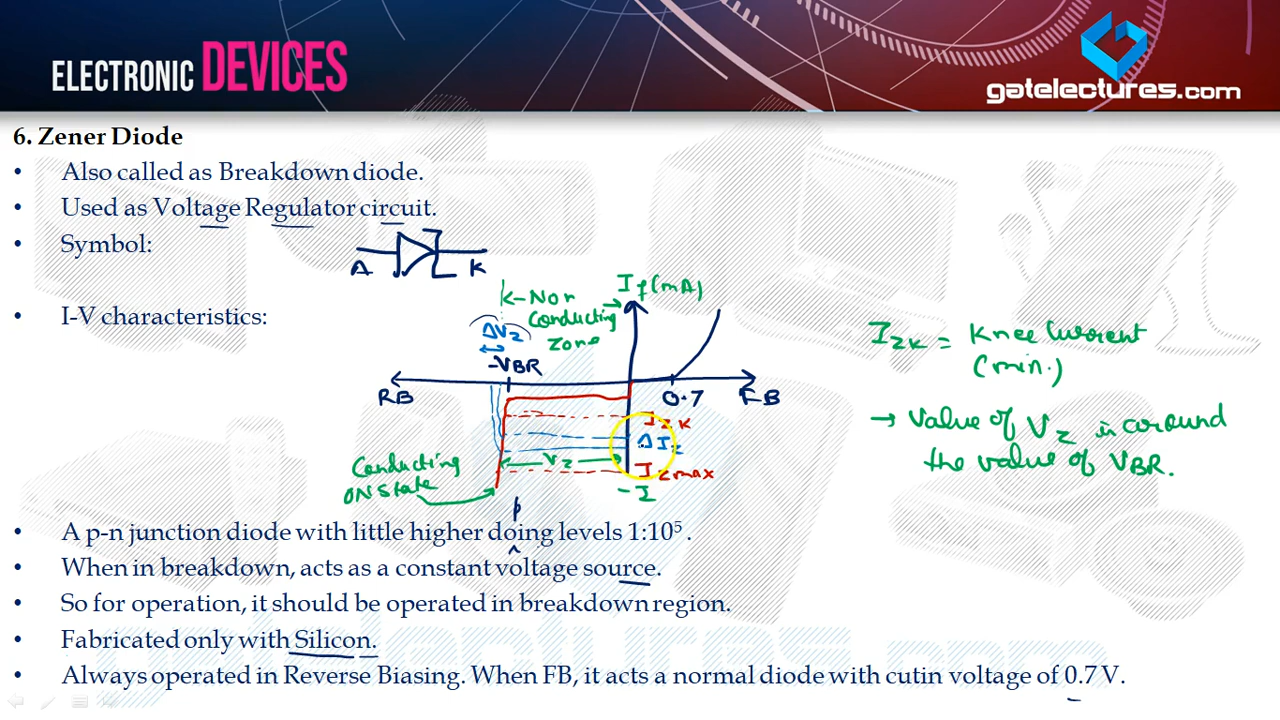 ELECTRONIC DEVICES
gatelectures.com
6. Zener Diode
• Also called as Breakdown diode.
• Used as Voltage Regulator circuit.
• Symbol:
A K
• I-V characteristics:
If (mA)
Non
Conducting
Zone
ΔVz
-VBR
RB
0.7
FB
IZK
ΔIz
Vz
IZmax
-I
Conducting
ON State
IZK = Knee Current
(min.)
→ Value of Vz is around
the value of VBR.
p
• A p-n junction diode with little higher doing levels 1:10⁵ .
• When in breakdown, acts as a constant voltage source.
• So for operation, it should be operated in breakdown region.
• Fabricated only with Silicon.
• Always operated in Reverse Biasing. When FB, it acts a normal diode with cutin voltage of 0.7 V.